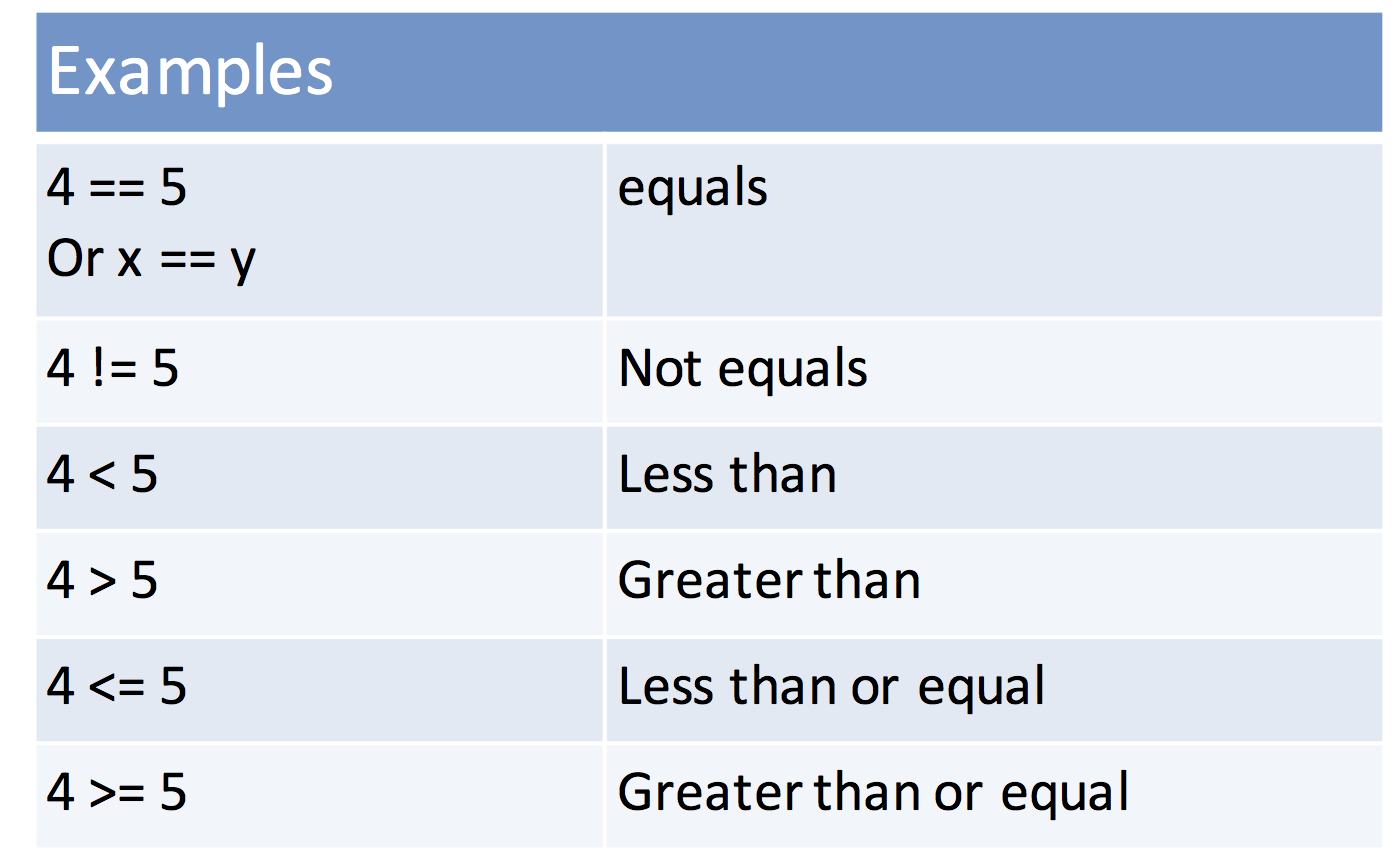 Examples
4 == 5
Or x == y
equals
4 != 5
Not equals
4 < 5
Less than
4 > 5
Greater than
4 <= 5
Less than or equal
4 >= 5
Greater than or equal